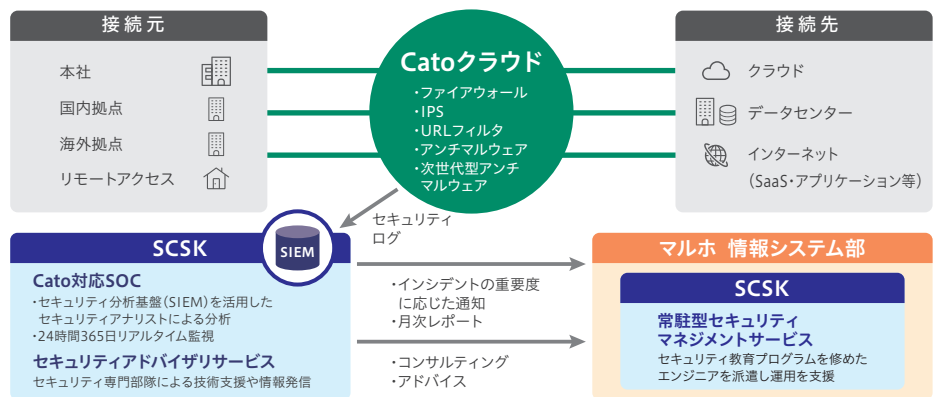 接続元
本社
国内拠点
海外拠点
リモートアクセス
Catoクラウド
・ファイアウォール
・IPS
・URLフィルタ
・アンチマルウェア
・次世代型アンチ
マルウェア
接続先
クラウド
データセンター
インターネット
（SaaS・アプリケーション等）
セキュリティ
ログ
SCSK
SIEM
Cato対応SOC
・セキュリティ分析基盤（SIEM）を活用した
セキュリティアナリストによる分析
・24時間365日リアルタイム監視
セキュリティアドバイザリサービス
セキュリティ専門部隊による技術支援や情報発信
・インシデントの重要度
に応じた通知
・月次レポート
・コンサルティング
・アドバイス
マルホ 情報システム部
SCSK
常駐型セキュリティ
マネジメントサービス
セキュリティ教育プログラムを修めた
エンジニアを派遣し運用を支援